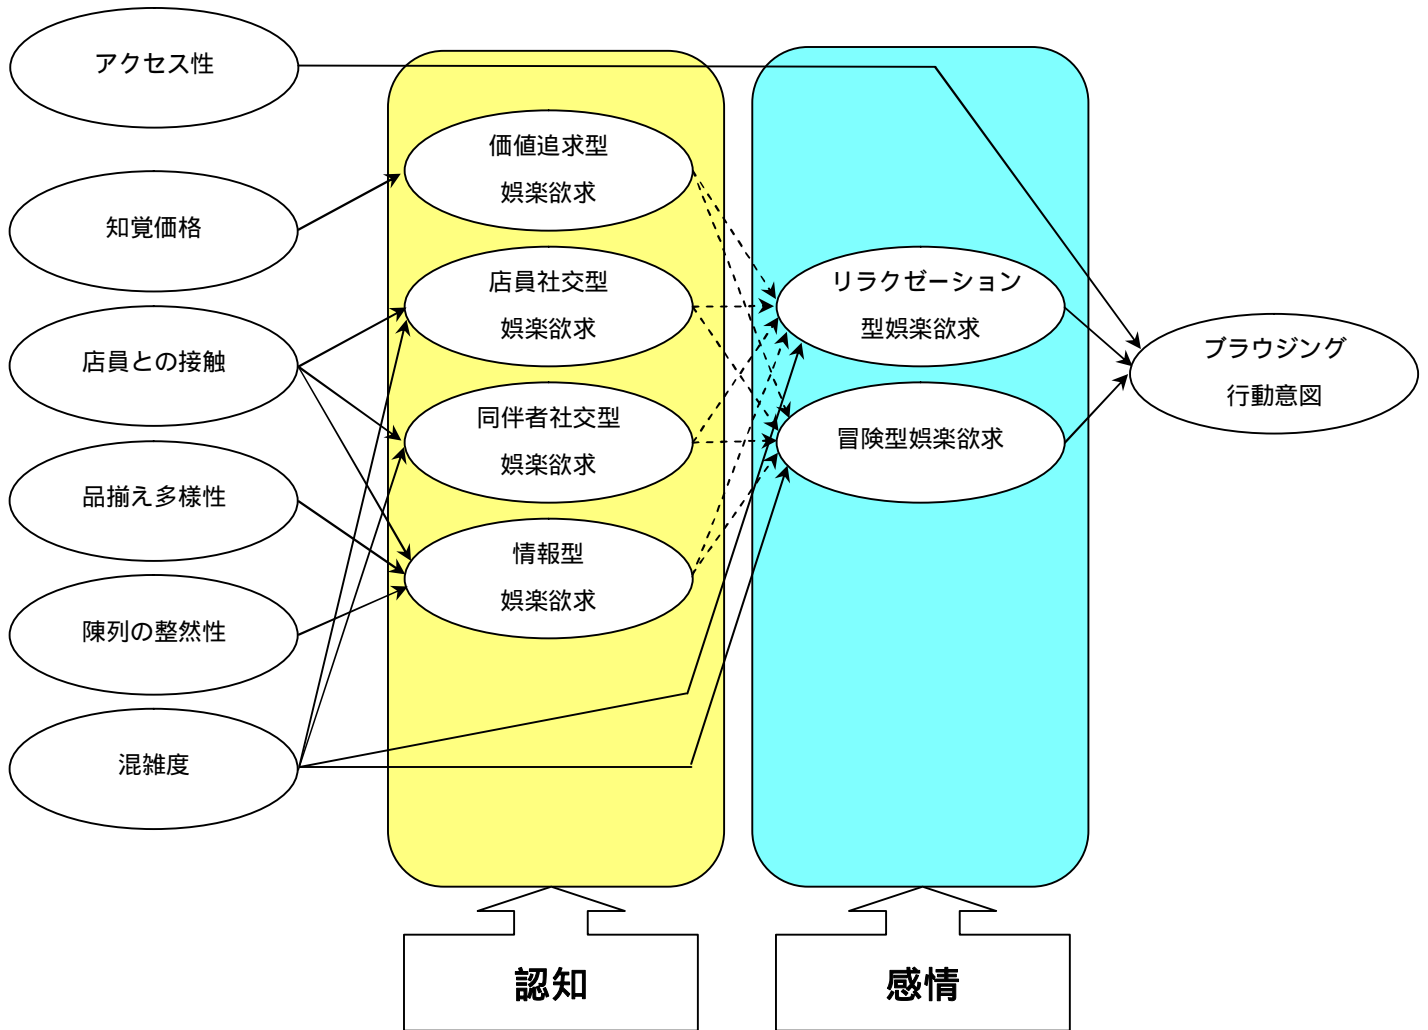 アクセス性
知覚価格
店員との接触
品揃え多様性
陳列の整然性
混雑度
価値追求型
娯楽欲求
店員社交型
娯楽欲求
同伴者社交型
娯楽欲求
情報型
娯楽欲求
リラクゼーション
型娯楽欲求
冒険型娯楽欲求
ブラウジング
行動意図
認知
感情